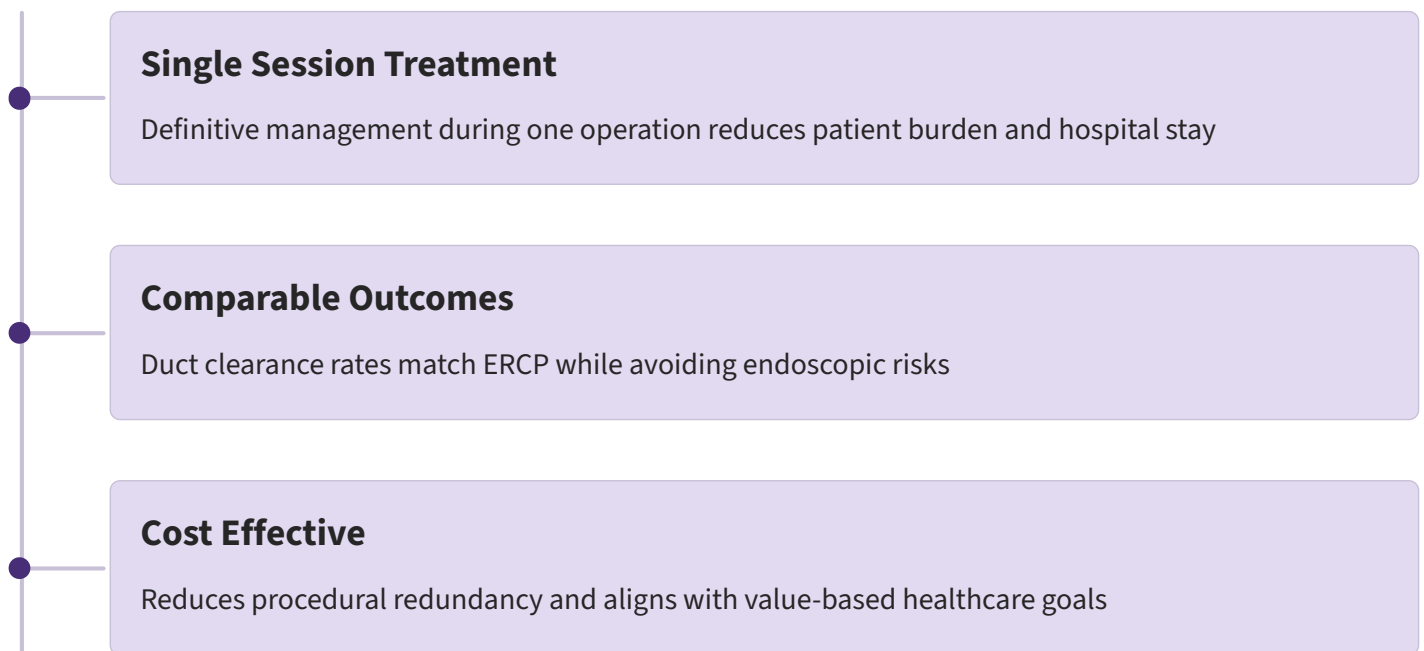 Single Session Treatment
Definitive management during one operation reduces patient burden and hospital stay
Comparable Outcomes
Duct clearance rates match ERCP while avoiding endoscopic risks
Cost Effective
Reduces procedural redundancy and aligns with value-based healthcare goals